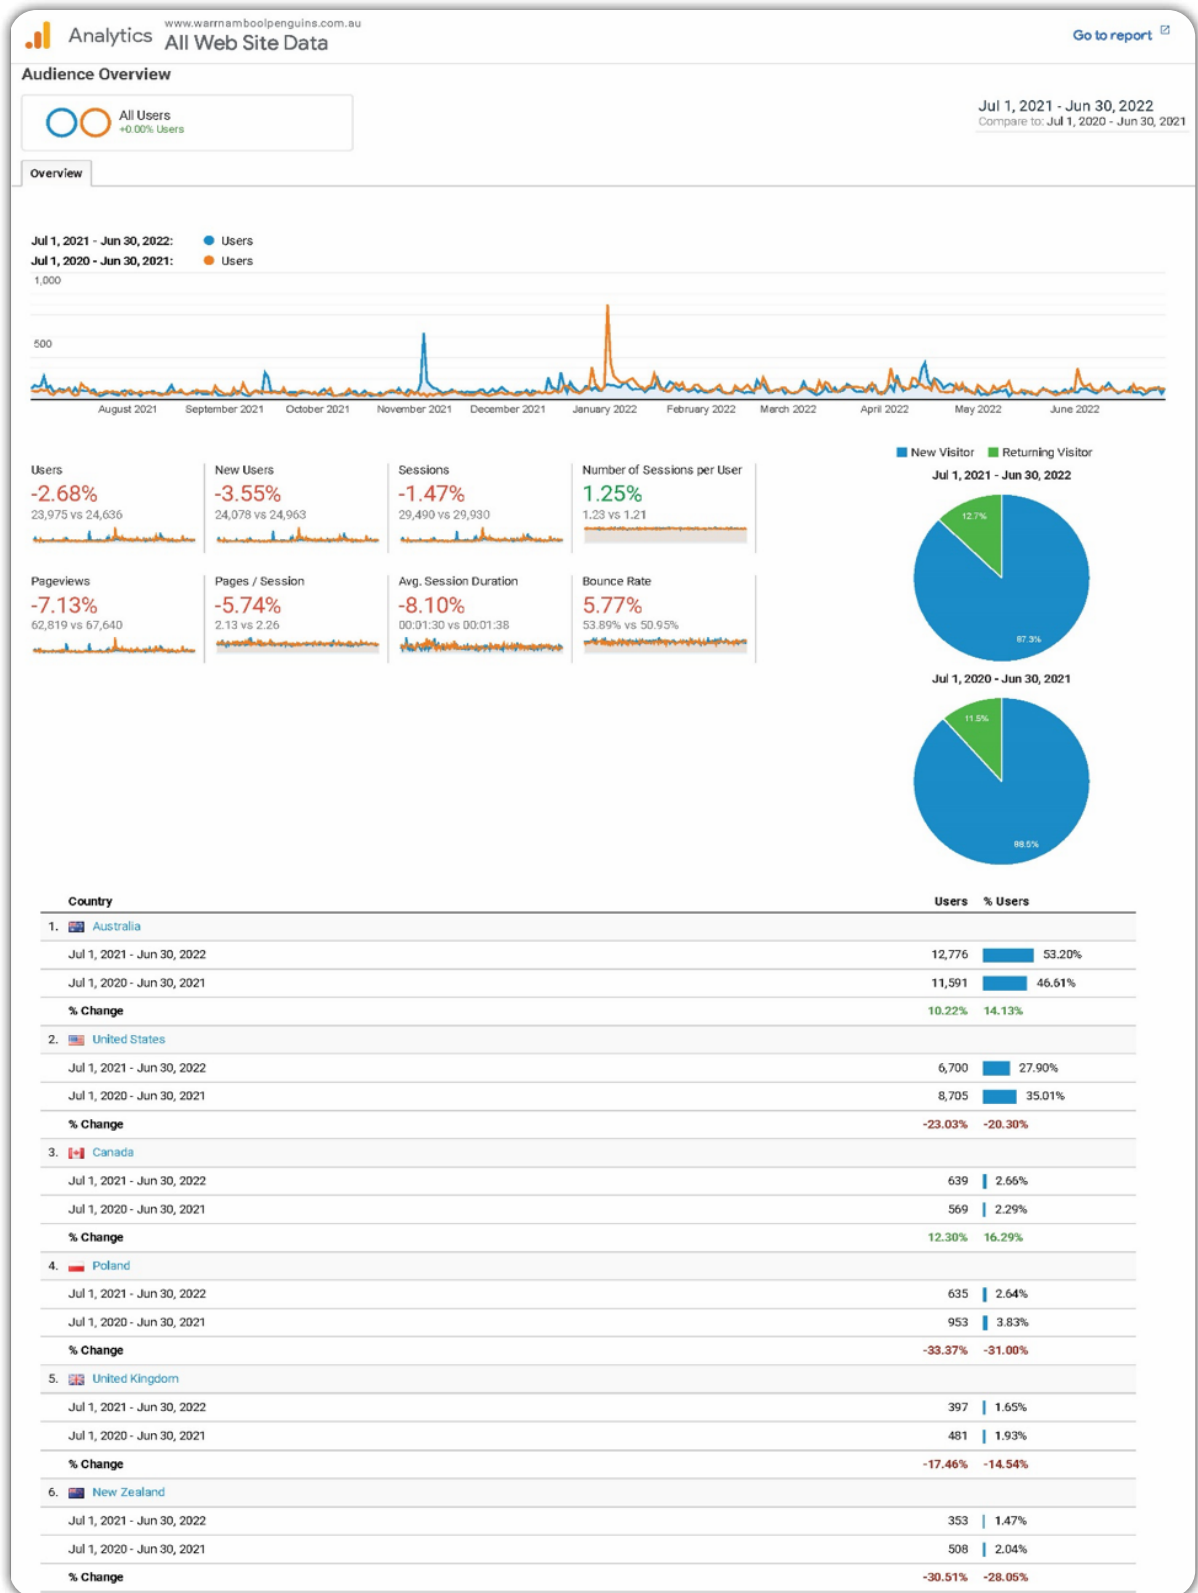 Analytics
www.warrnamboolpenguins.com.au
All Web Site Data
Go to report
Audience Overview
All Users
+0.00% Users
Jul 1, 2021 - Jun 30, 2022
Compare to: Jul 1, 2020 - Jun 30, 2021
Overview
Jul 1, 2021 - Jun 30, 2022: Users
Jul 1, 2020 - Jun 30, 2021: Users
1,000
500
August 2021 September 2021 October 2021 November 2021 December 2021 January 2022 February 2022 March 2022 April 2022 May 2022 June 2022
New Visitor Returning Visitor
Jul 1, 2021 - Jun 30, 2022
12.7%
87.3%
Jul 1, 2020 - Jun 30, 2021
11.5%
88.5%
Users
-2.68%
23,975 vs 24,636
New Users
-3.55%
24,078 vs 24,963
Sessions
-1.47%
29,490 vs 29,930
Number of Sessions per User
1.25%
1.23 vs 1.21
Pageviews
-7.13%
62,819 vs 67,640
Pages / Session
-5.74%
2.13 vs 2.26
Avg. Session Duration
-8.10%
00:01:30 vs 00:01:38
Bounce Rate
5.77%
53.89% vs 50.95%
Country Users % Users
1. Australia
Jul 1, 2021 - Jun 30, 2022 12,776 53.20%
Jul 1, 2020 - Jun 30, 2021 11,591 46.61%
% Change 10.22% 14.13%
2. United States
Jul 1, 2021 - Jun 30, 2022 6,700 27.90%
Jul 1, 2020 - Jun 30, 2021 8,705 35.01%
% Change -23.03% -20.30%
3. Canada
Jul 1, 2021 - Jun 30, 2022 639 2.66%
Jul 1, 2020 - Jun 30, 2021 569 2.29%
% Change 12.30% 16.29%
4. Poland
Jul 1, 2021 - Jun 30, 2022 635 2.64%
Jul 1, 2020 - Jun 30, 2021 953 3.83%
% Change -33.37% -31.00%
5. United Kingdom
Jul 1, 2021 - Jun 30, 2022 397 1.65%
Jul 1, 2020 - Jun 30, 2021 481 1.93%
% Change -17.46% -14.54%
6. New Zealand
Jul 1, 2021 - Jun 30, 2022 353 1.47%
Jul 1, 2020 - Jun 30, 2021 508 2.04%
% Change -30.51% -28.05%